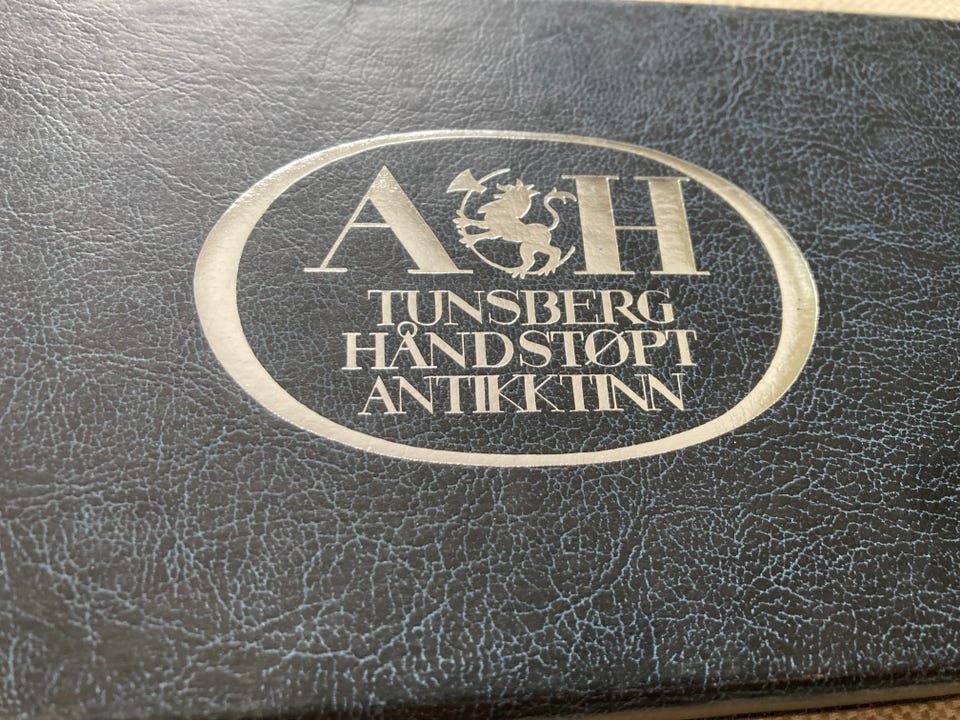 A H
TUNSBERG
HÅNDSTØPT
ANTIKKTINN